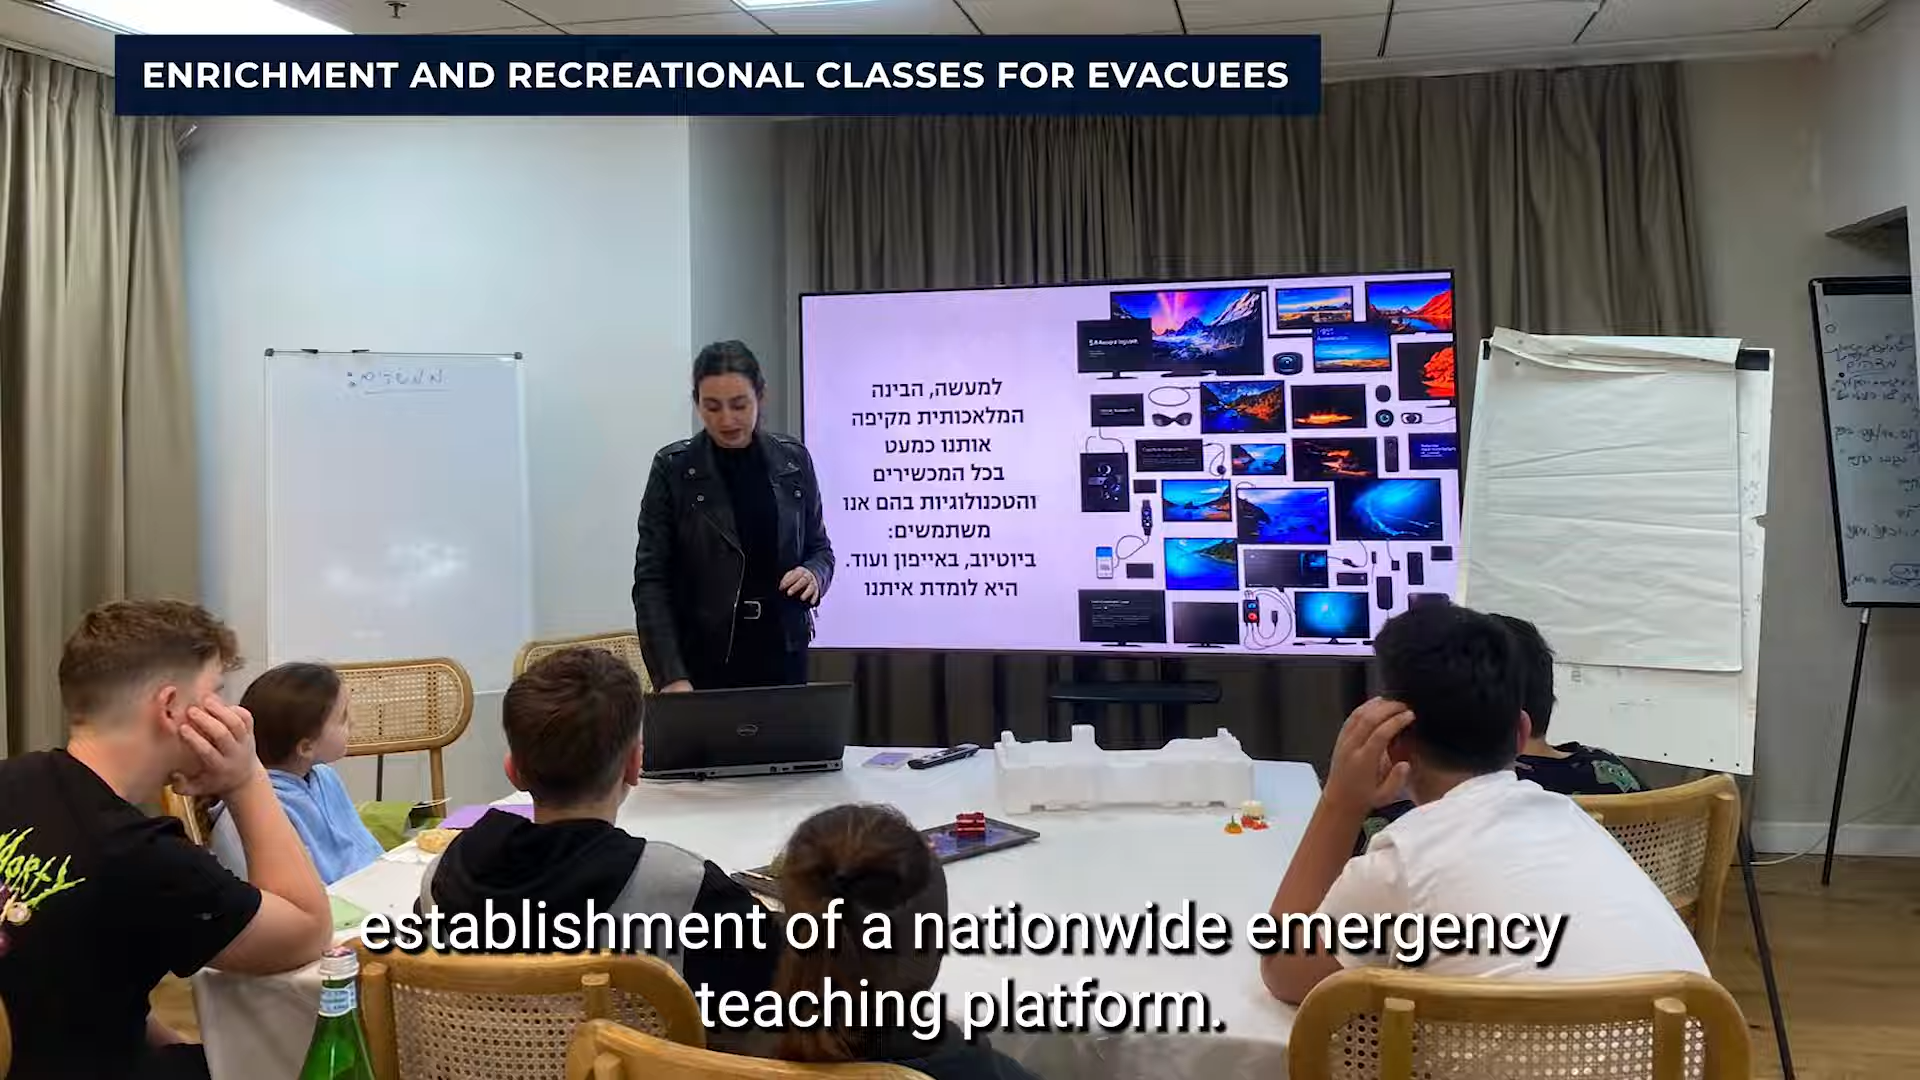 ENRICHMENT AND RECREATIONAL CLASSES FOR EVACUEES
למעשה, הבינה
המלאכותית מקיפה
אותנו כמעט
בכל המכשירים
והטכנולוגיות בהם אנו
משתמשים:
ביוטיוב, באייפון ועוד.
היא לומדת איתנו
establishment of a nationwide emergency
teaching platform.